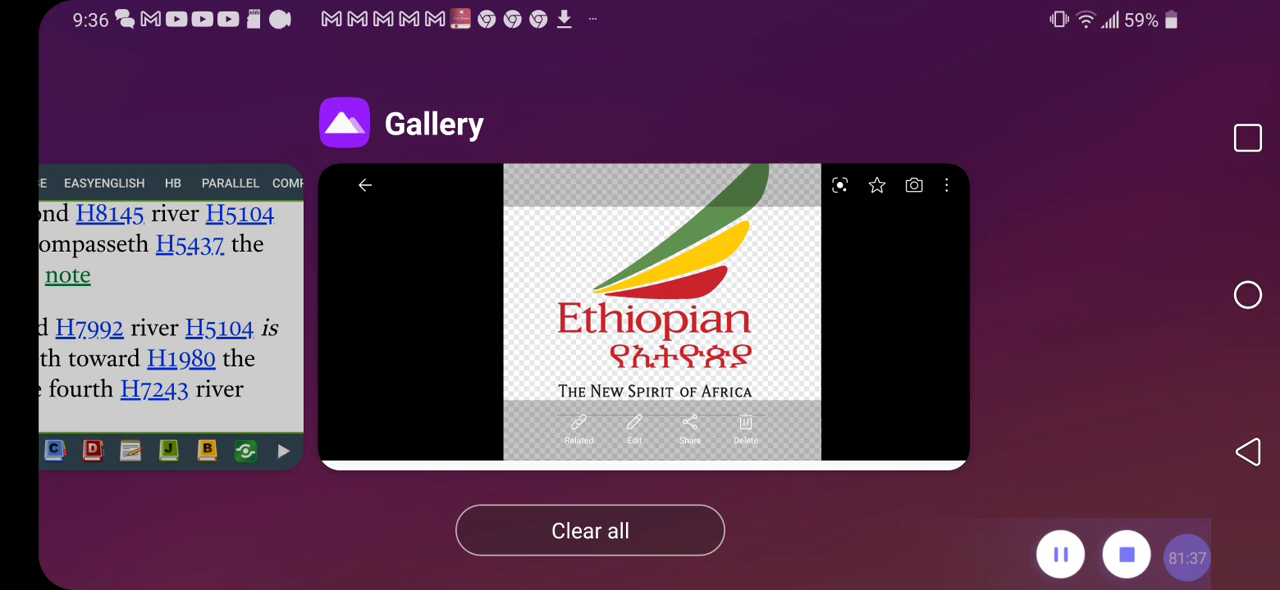 9:36
59%
Gallery
EASYENGLISH HB PARALLEL
H8145 river H5104
ompasseth H5437 the
note
H7992 river H5104 is
th toward H1980 the
fourth H7243 river
C D J B
Ethiopian
የኢትዮጵያ
THE NEW SPIRIT OF AFRICA
Related Edit Share Delete
Clear all
81:37